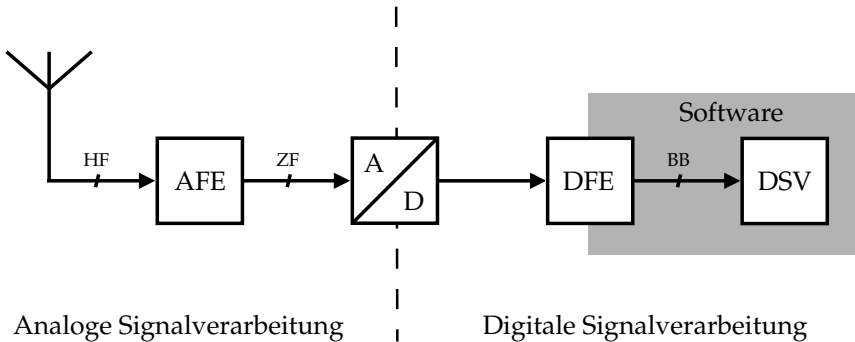 Software
HF
AFE
ZF
A
D
DFE
BB
DSV
Analoge Signalverarbeitung
Digitale Signalverarbeitung